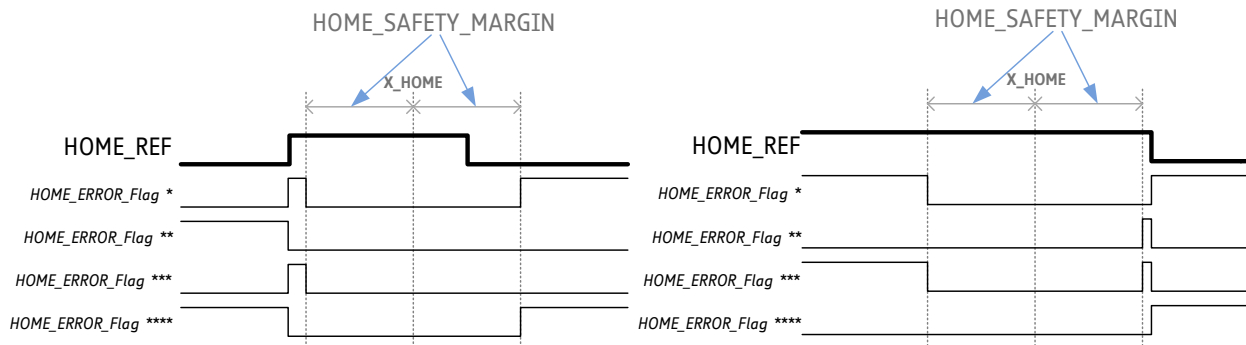 HOME_SAFETY_MARGIN
X_HOME
HOME_REF
HOME_ERROR_Flag *
HOME_ERROR_Flag **
HOME_ERROR_Flag ***
HOME_ERROR_Flag ****
HOME_SAFETY_MARGIN
X_HOME
HOME_REF
HOME_ERROR_Flag *
HOME_ERROR_Flag **
HOME_ERROR_Flag ***
HOME_ERROR_Flag ****